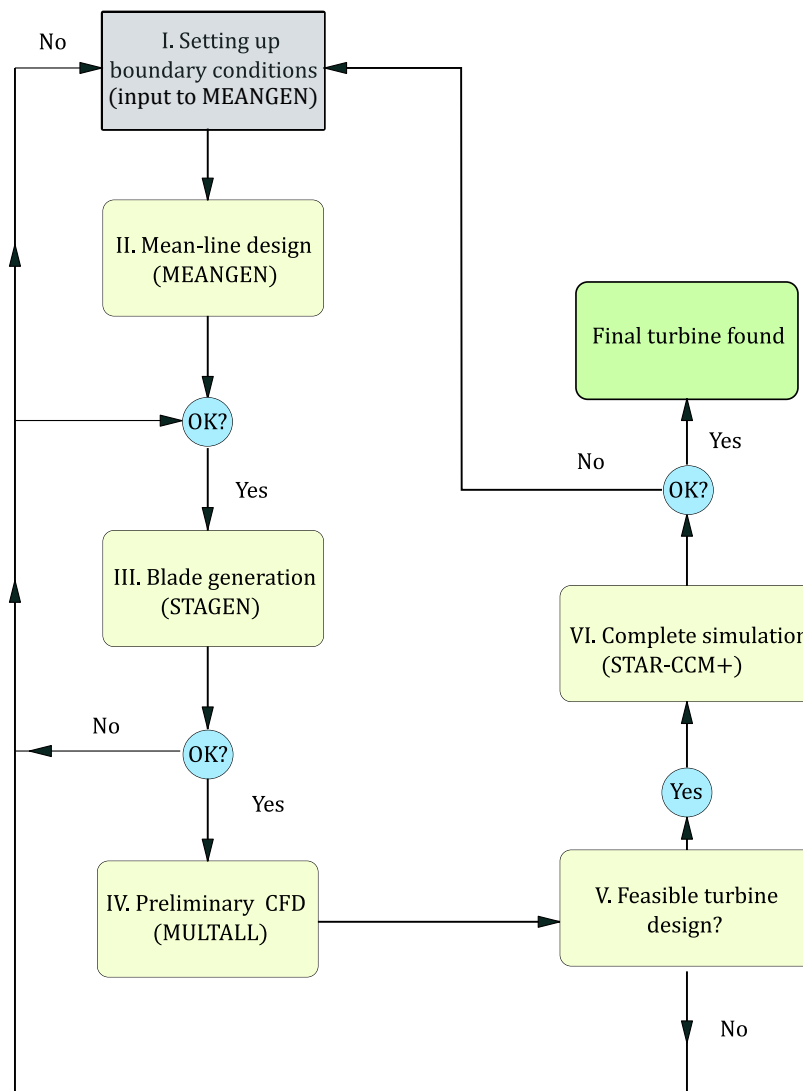 No
I. Setting up
boundary conditions
(input to MEANGEN)
II. Mean-line design
(MEANGEN)
OK?
Yes
III. Blade generation
(STAGEN)
No
OK?
Yes
IV. Preliminary CFD
(MULTALL)
V. Feasible turbine
design?
No
Yes
VI. Complete simulation
(STAR-CCM+)
No
OK?
Yes
Final turbine found